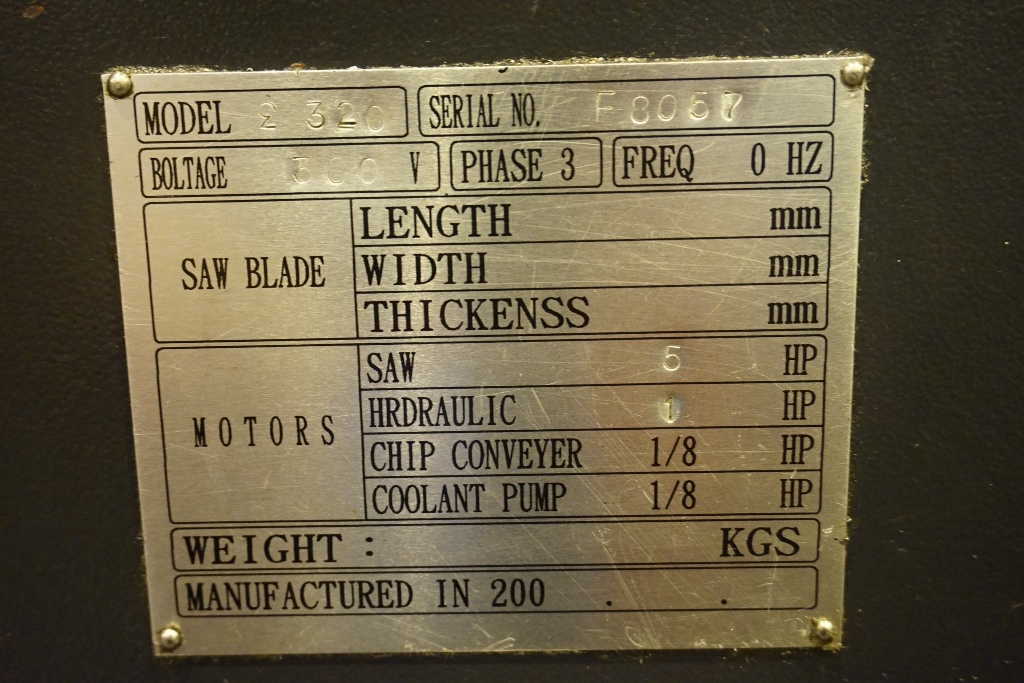 MODEL 320 SERIAL NO. F8057
BOLTAGE V PHASE 3 FREQ 0 HZ
SAW BLADE
LENGTH mm
WIDTH mm
THICKENSS mm
MOTORS
SAW 5 HP
HRDRAULIC 1 HP
CHIP CONVEYER 1/8 HP
COOLANT PUMP 1/8 HP
WEIGHT : KGS
MANUFACTURED IN 200 . .